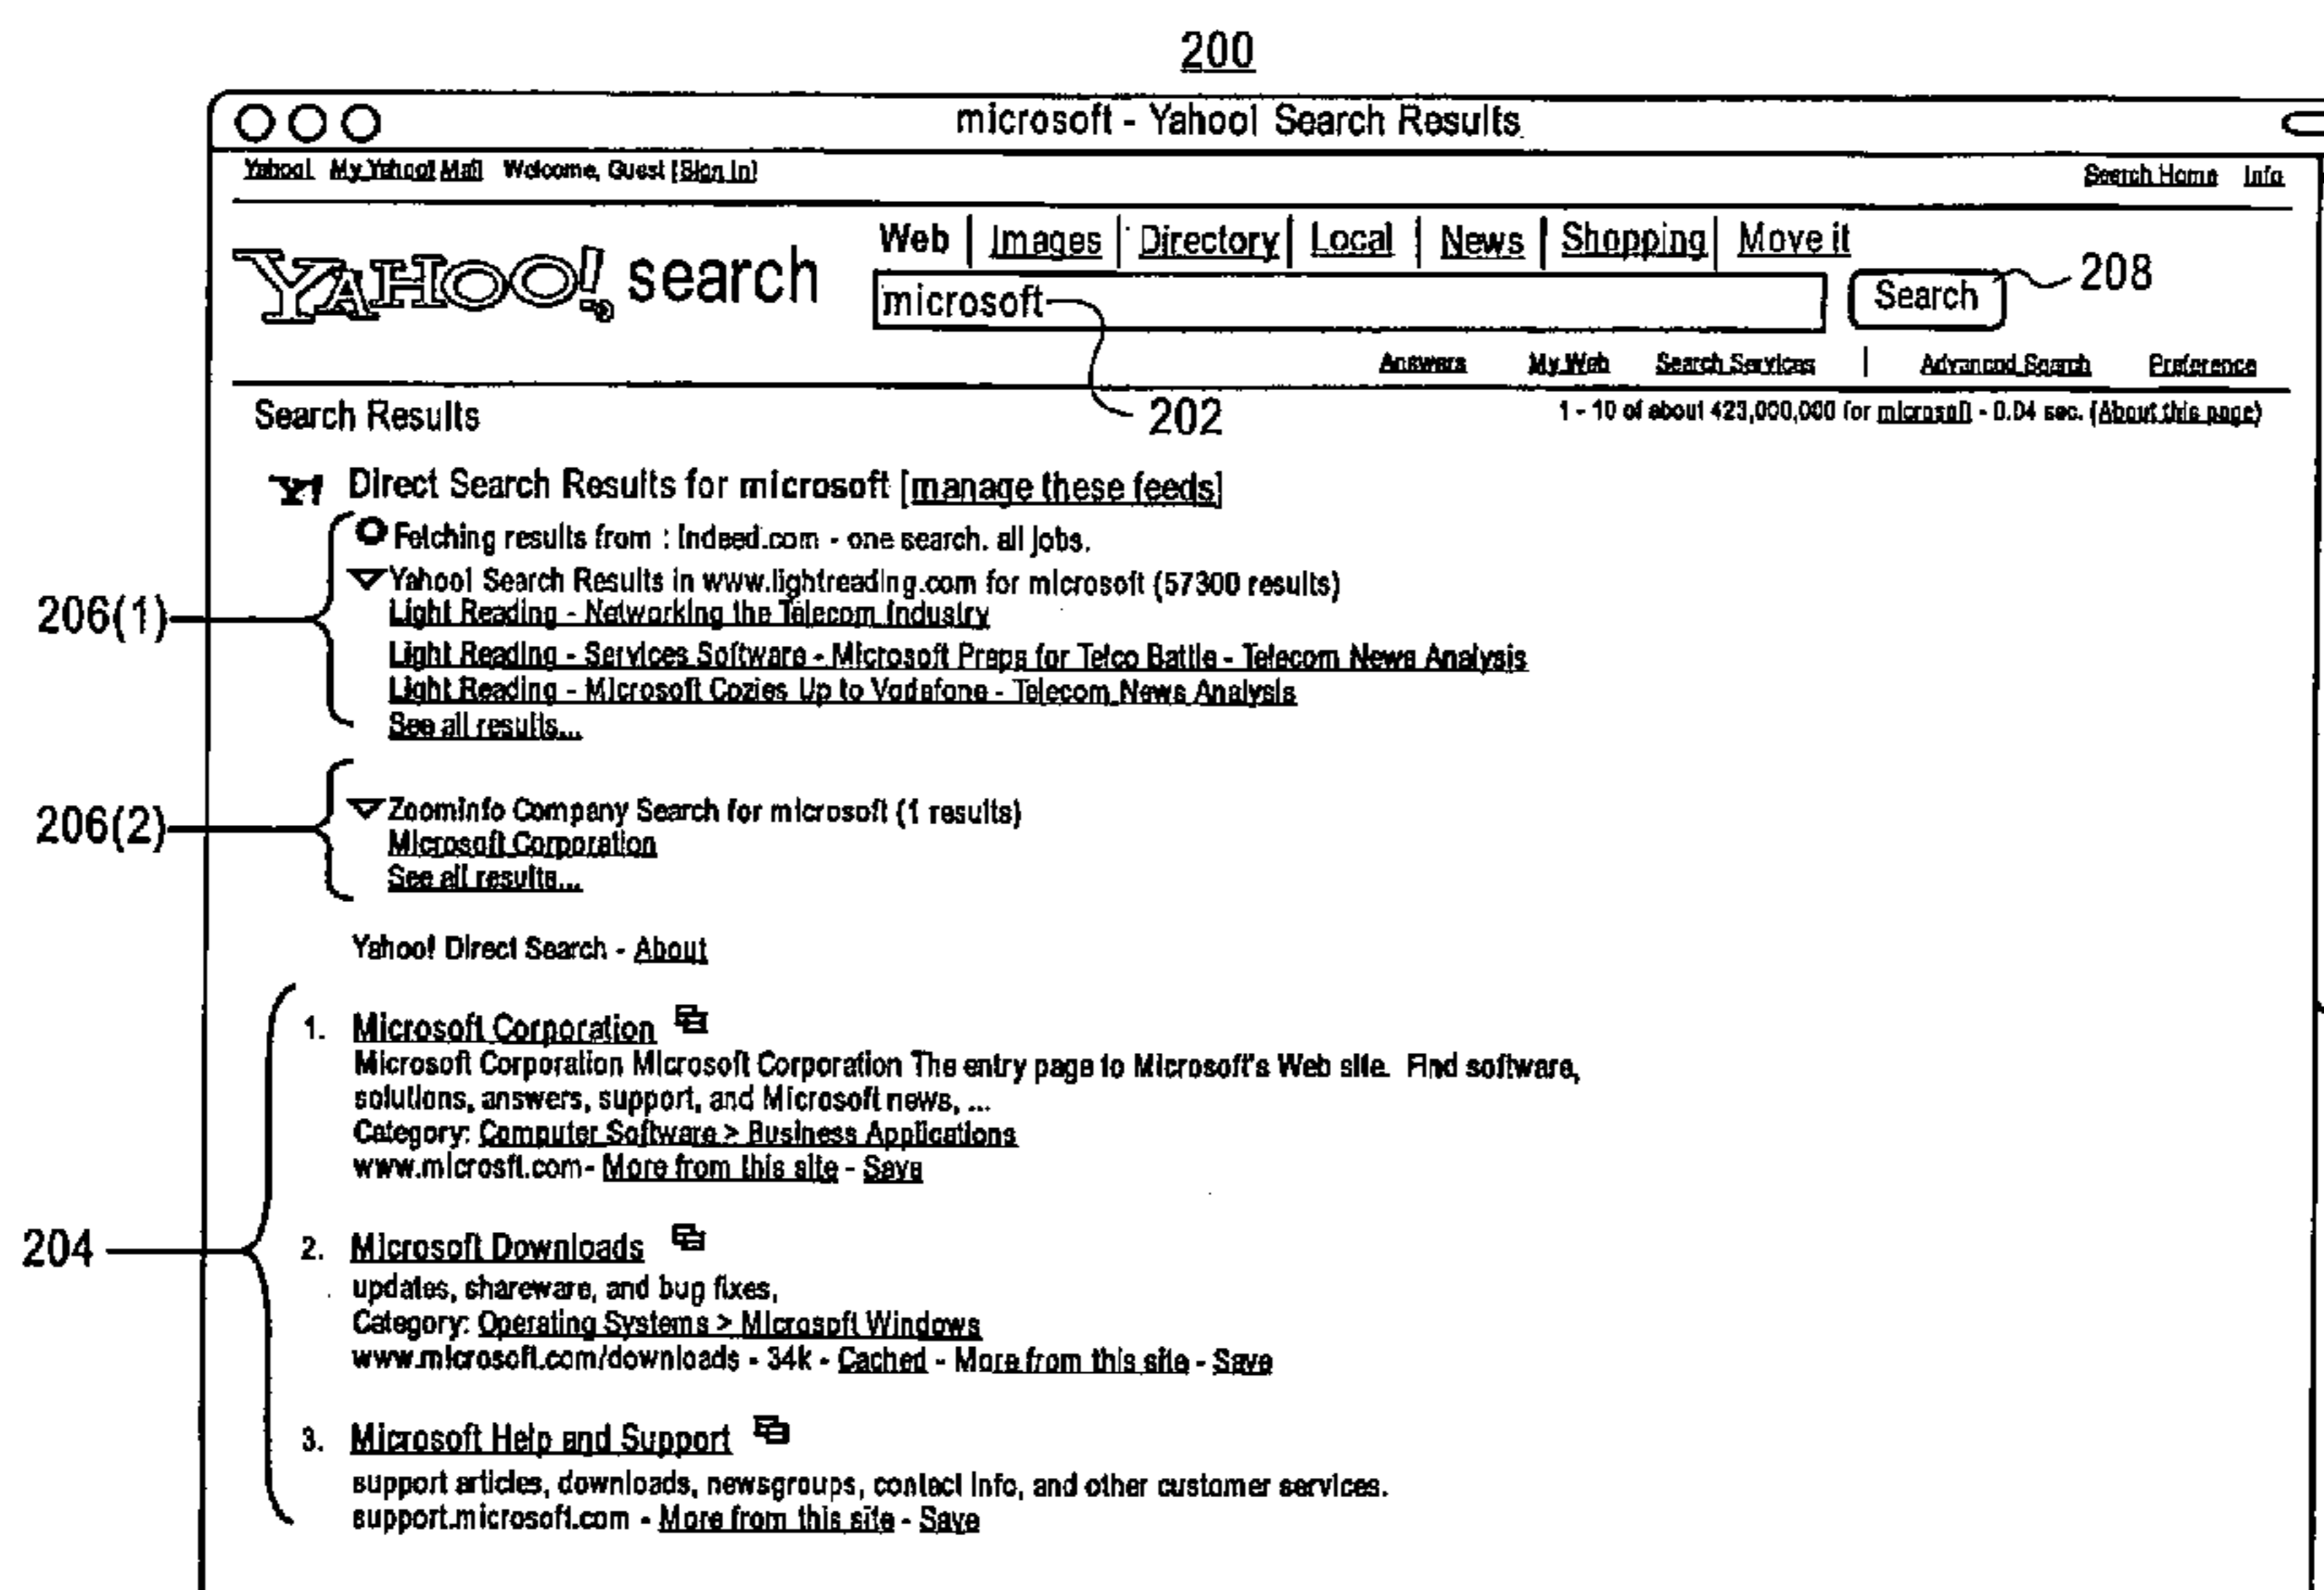 200
microsoft - Yahoo! Search Results
Yahoo! My Yahoo! Mail Welcome, Guest [Sign In] Search Home Info
Web | Images | Directory | Local | News | Shopping | Move it
YAHOO! search microsoft Search 208
Answers My Web Search Services | Advanced Search Preference
Search Results 202 1 - 10 of about 423,000,000 for microsoft - 0.04 sec. (About this page)
Y! Direct Search Results for microsoft [manage these feeds]
Fetching results from : Indeed.com - one search. all jobs.
Yahoo! Search Results in www.lightreading.com for microsoft (57300 results)
206(1) Light Reading - Networking the Telecom Industry
Light Reading - Services Software - Microsoft Preps for Telco Battle - Telecom News Analysis
Light Reading - Microsoft Cozies Up to Vodafone - Telecom News Analysis
See all results...
206(2) Zoominfo Company Search for microsoft (1 results)
Microsoft Corporation
See all results...
Yahoo! Direct Search - About
1. Microsoft Corporation
Microsoft Corporation Microsoft Corporation The entry page to Microsoft's Web site. Find software,
solutions, answers, support, and Microsoft news, ...
Category: Computer Software > Business Applications
www.microsft.com- More from this site - Save
204 2. Microsoft Downloads
updates, shareware, and bug fixes,
Category: Operating Systems > Microsoft Windows
www.microsoft.com/downloads - 34k - Cached - More from this site - Save
3. Microsoft Help and Support
support articles, downloads, newsgroups, contact info, and other customer services.
support.microsoft.com - More from this site - Save